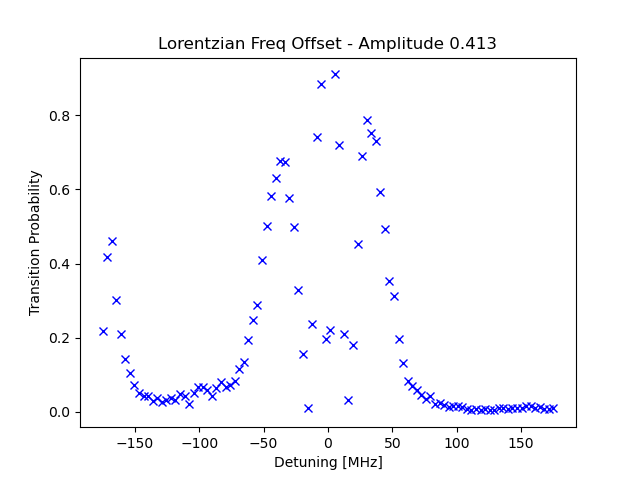 Lorentzian Freq Offset - Amplitude 0.413
Transition Probability
0.8
0.6
0.4
0.2
0.0
−150 −100 −50 0 50 100 150
Detuning [MHz]